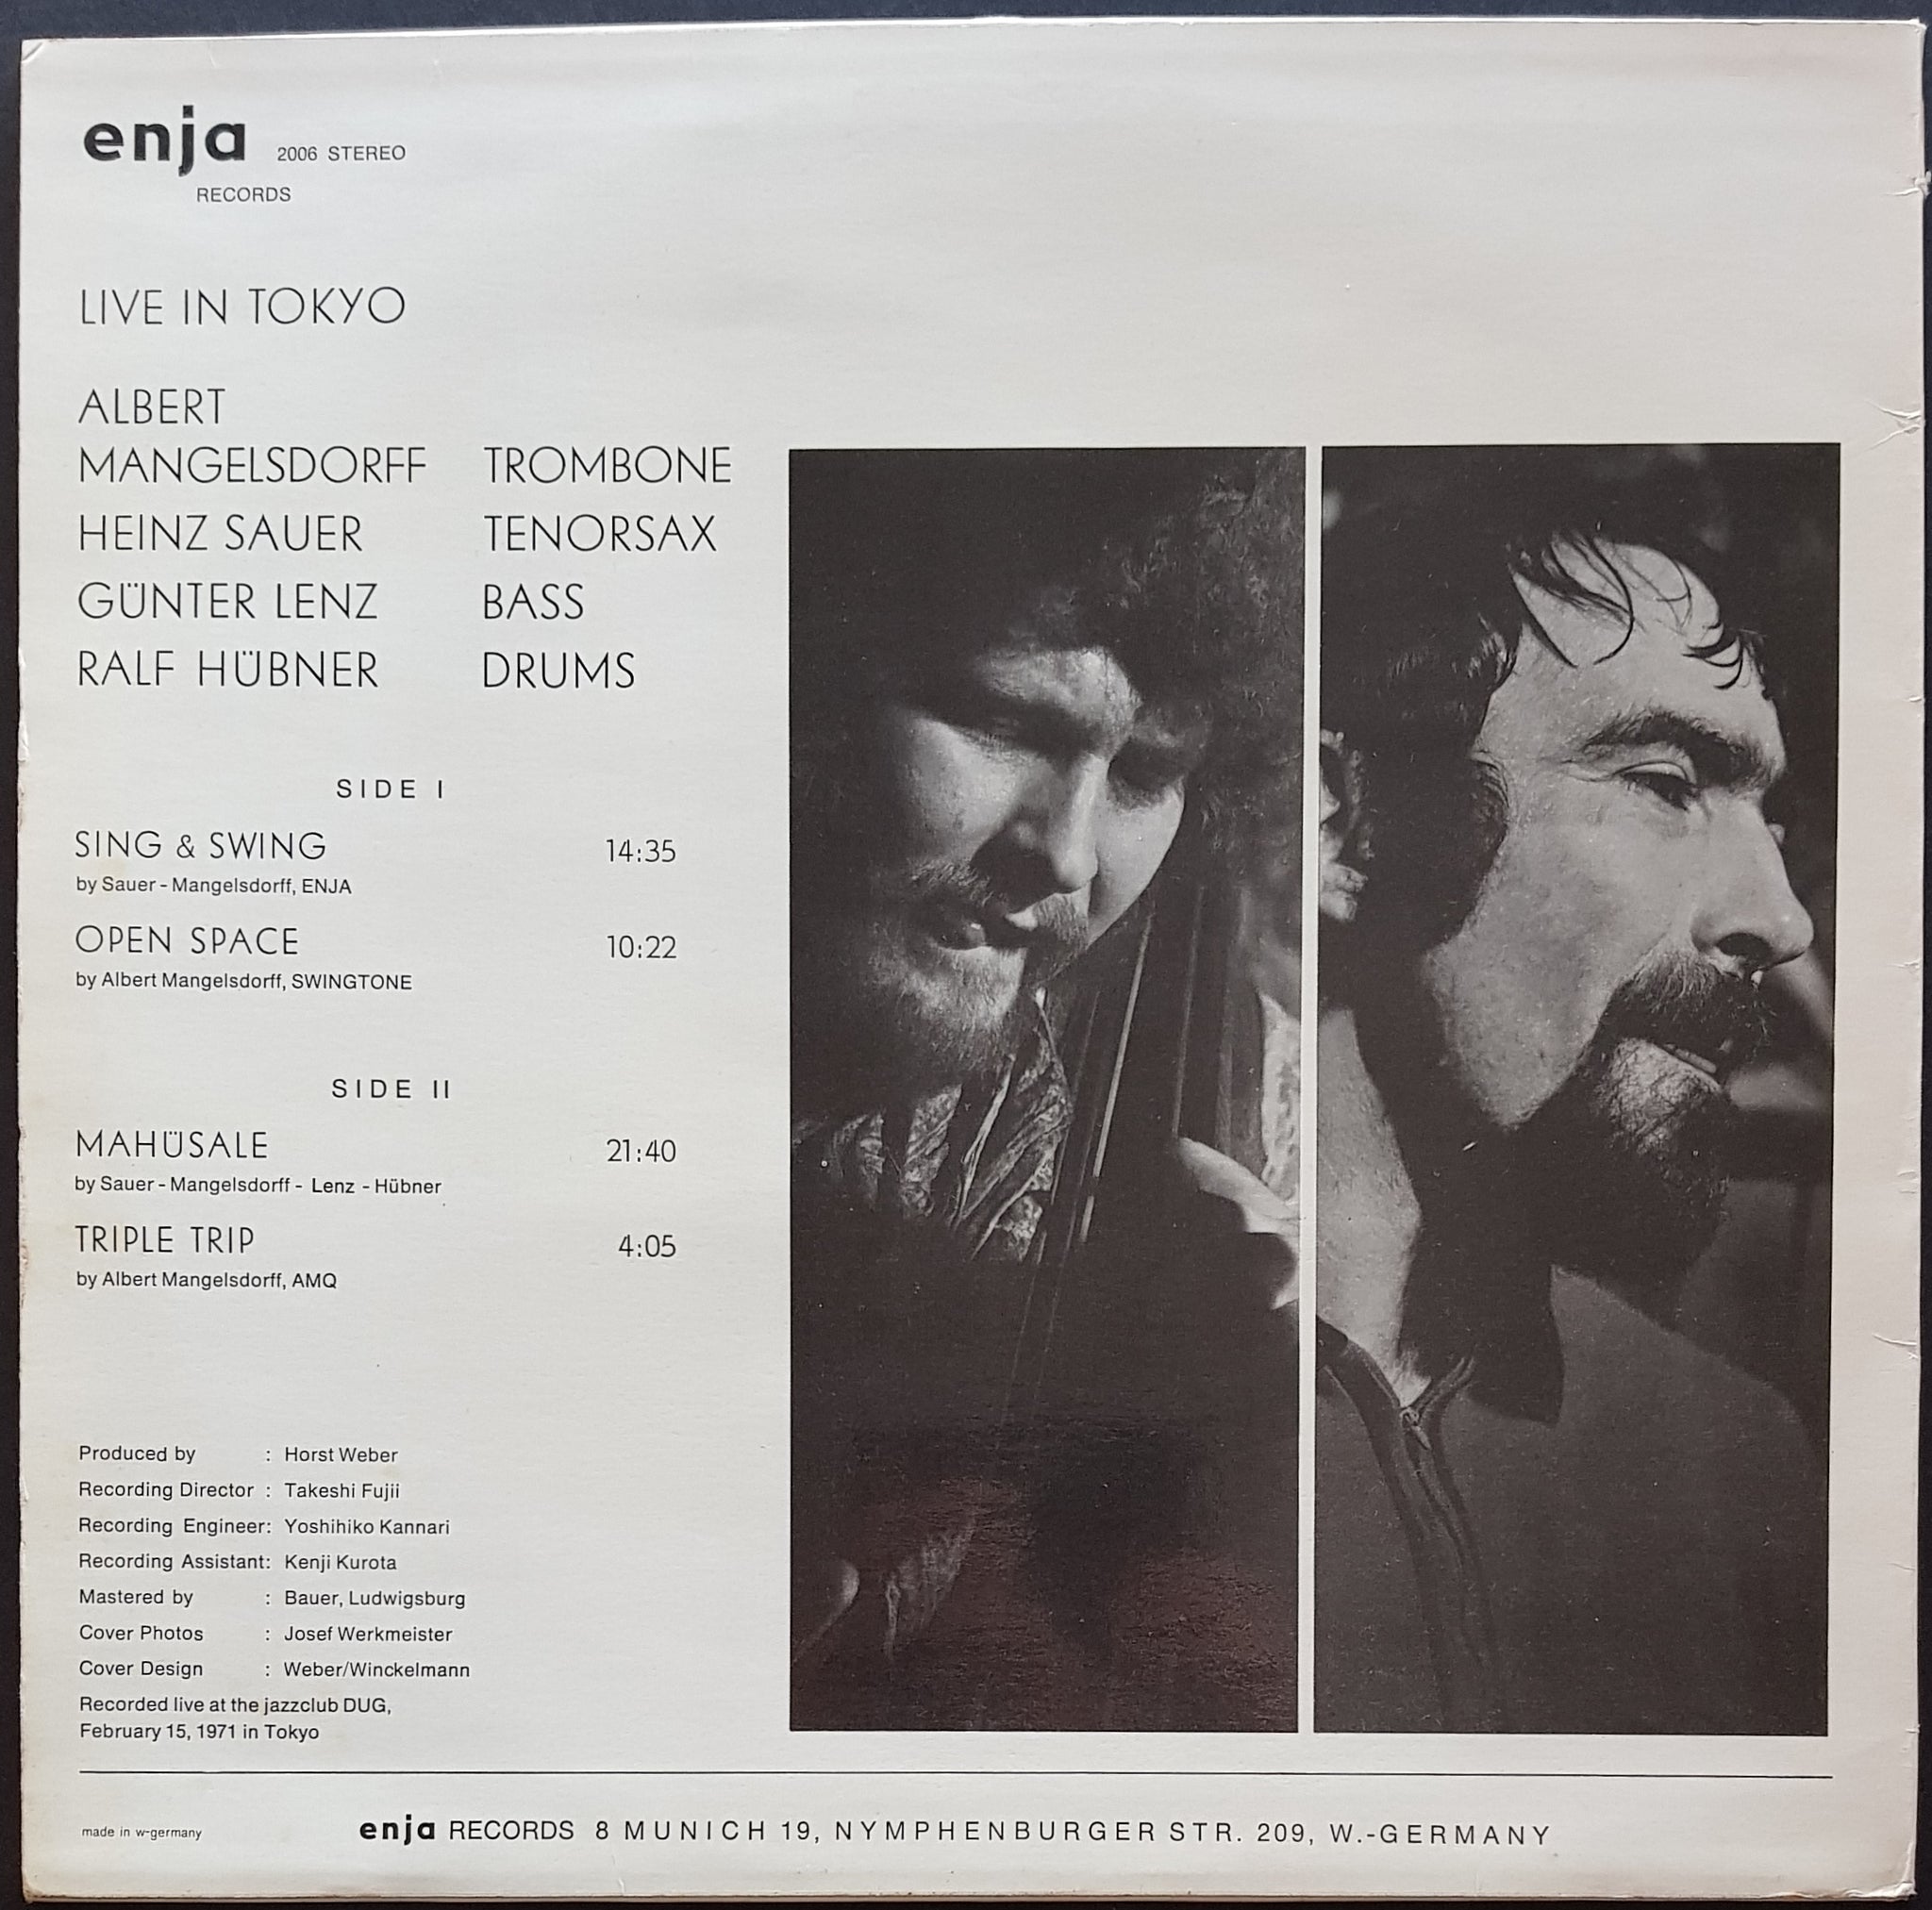 enja 2006 STEREO
RECORDS
LIVE IN TOKYO
ALBERT
MANGELSDORFF TROMBONE
HEINZ SAUER TENORSAX
GÜNTER LENZ BASS
RALF HÜBNER DRUMS
SIDE I
SING & SWING 14:35
by Sauer - Mangelsdorff, ENJA
OPEN SPACE 10:22
by Albert Mangelsdorff, SWINGTONE
SIDE II
MAHÜSALE 21:40
by Sauer - Mangelsdorff - Lenz - Hübner
TRIPLE TRIP 4:05
by Albert Mangelsdorff, AMQ
Produced by : Horst Weber
Recording Director : Takeshi Fujii
Recording Engineer: Yoshihiko Kannari
Recording Assistant: Kenji Kurota
Mastered by : Bauer, Ludwigsburg
Cover Photos : Josef Werkmeister
Cover Design : Weber/Winckelmann
Recorded live at the jazzclub DUG,
February 15, 1971 in Tokyo
made in w-germany enja RECORDS 8 MUNICH 19, NYMPHENBURGER STR. 209, W.-GERMANY